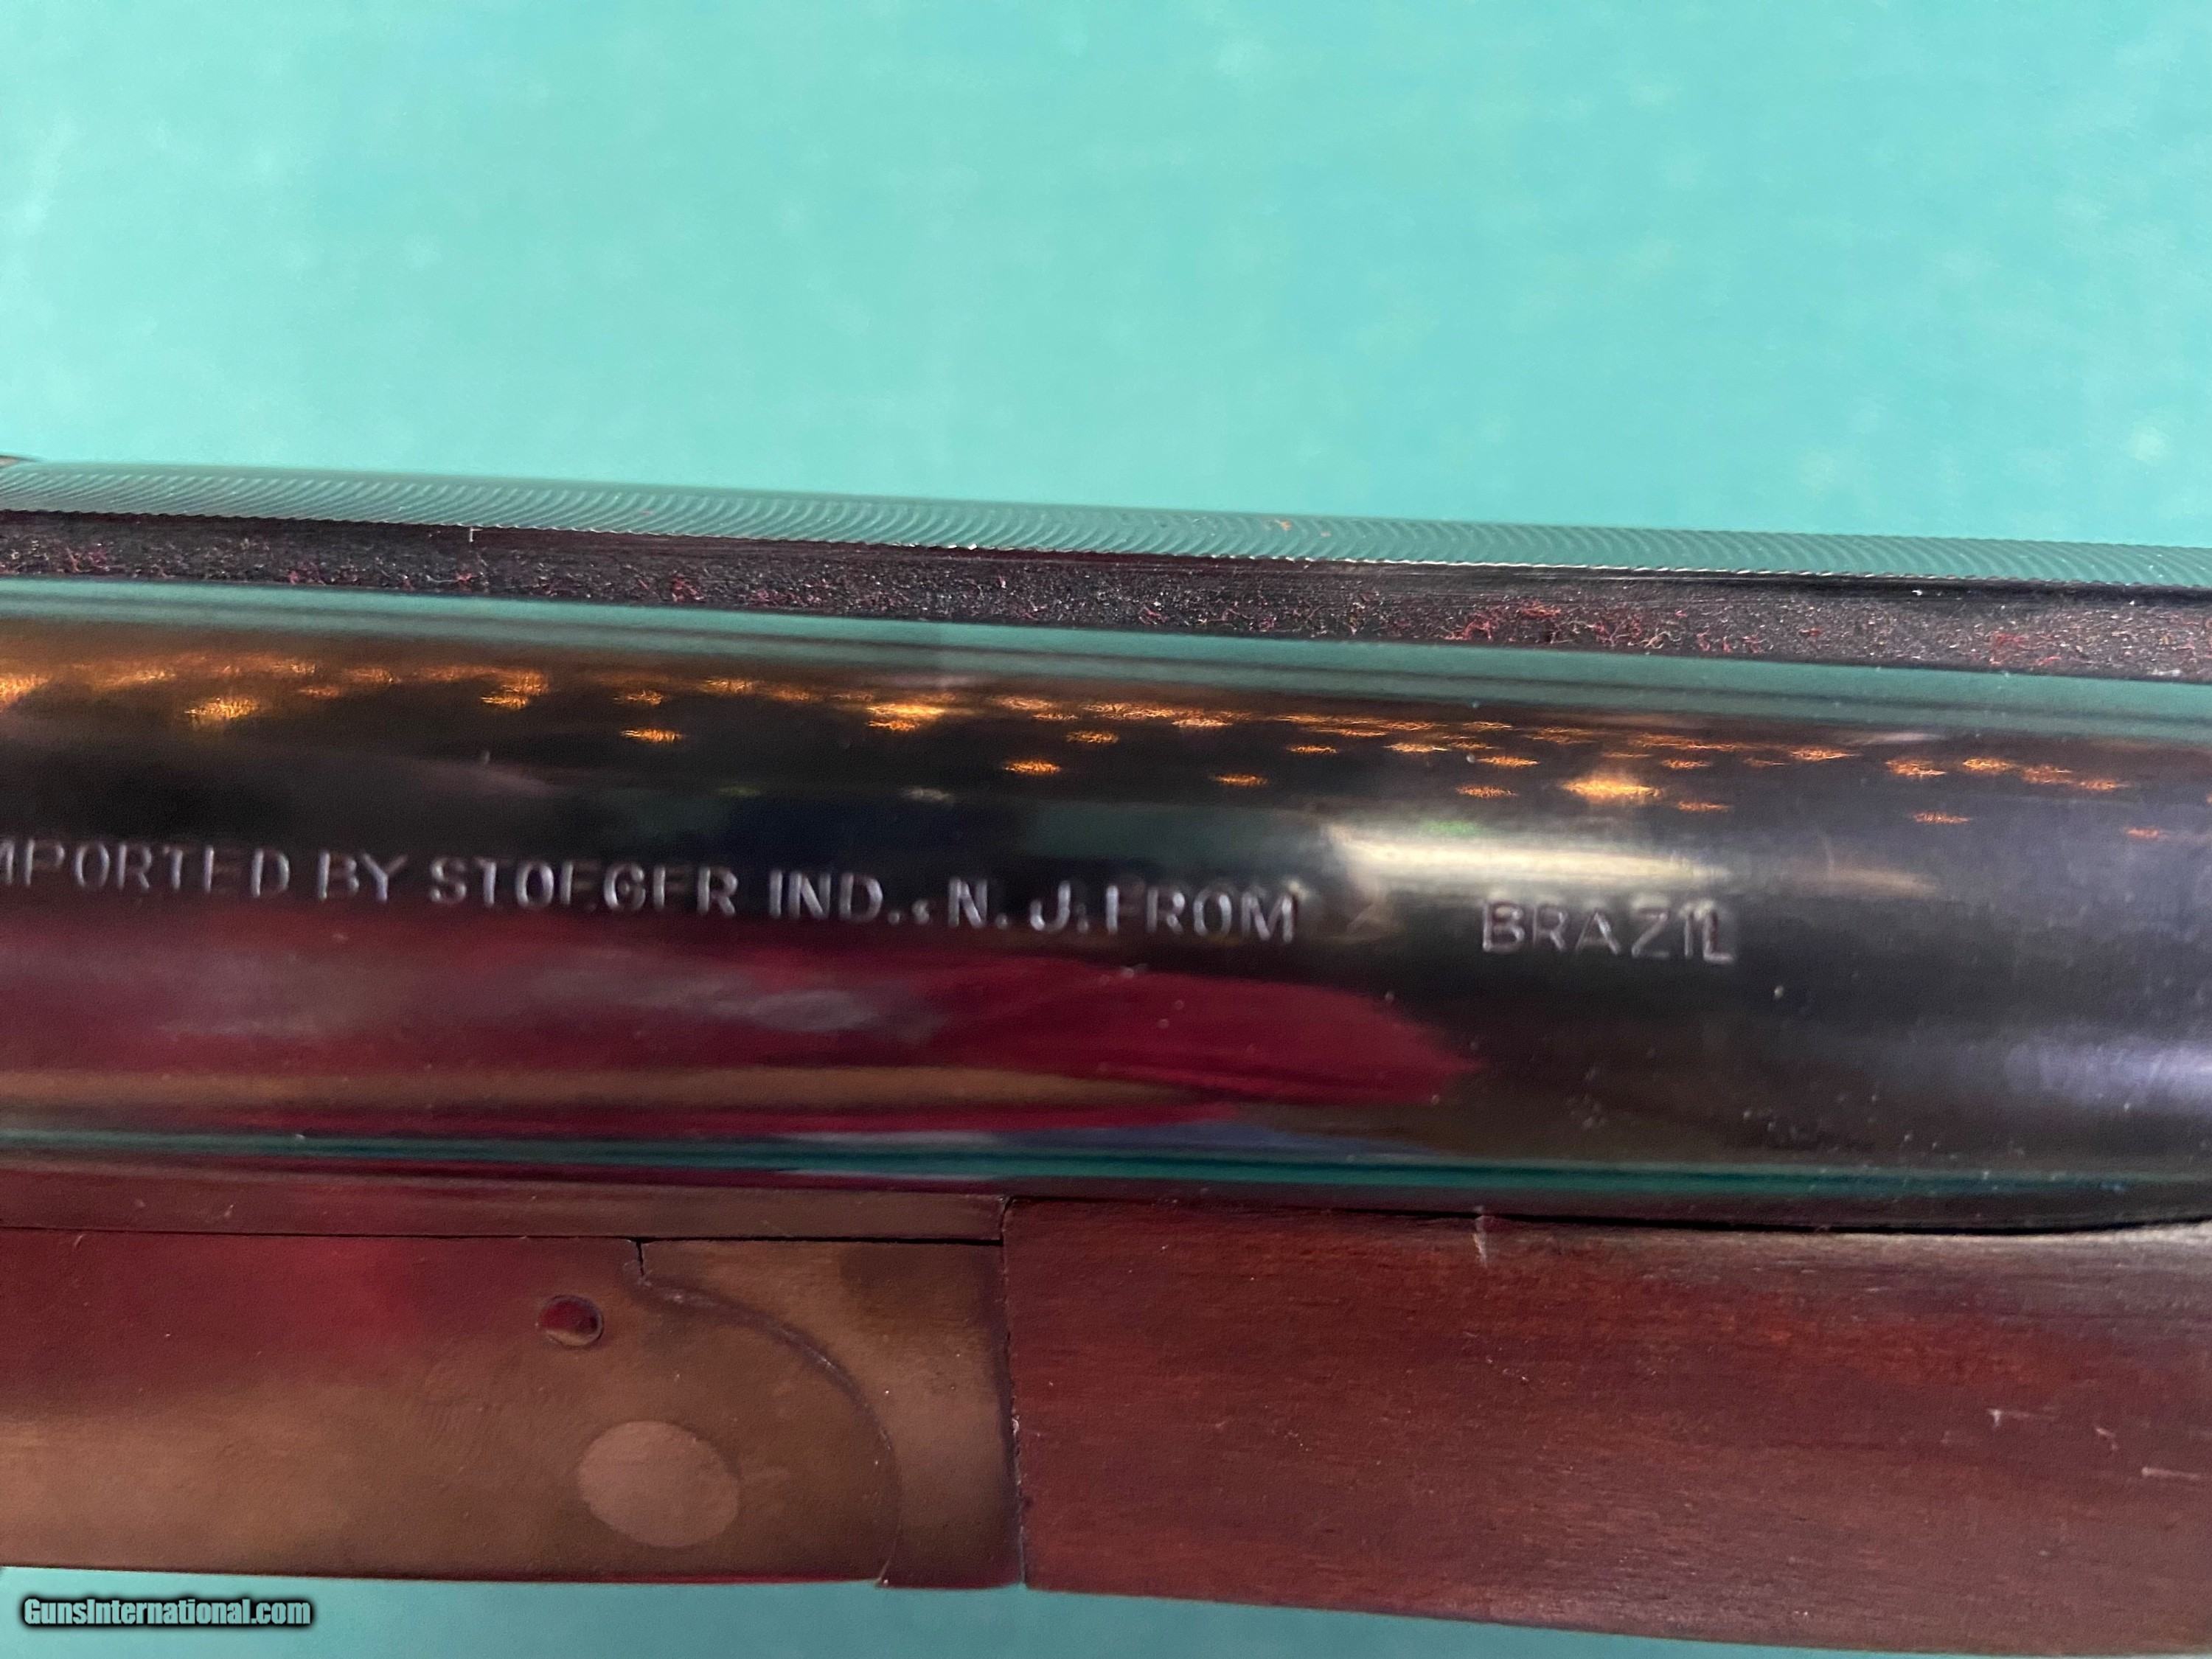 MPORTED BY STOEGER IND., N. J. FROM BRAZIL
GunsInternational.com